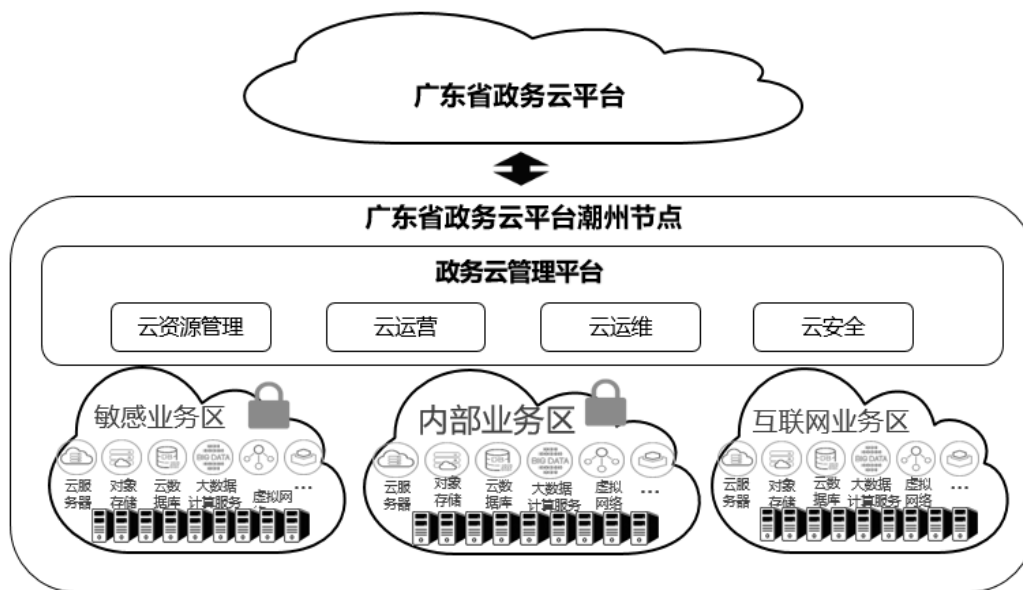 广东省政务云平台
广东省政务云平台潮州节点
政务云管理平台
云资源管理
云运营
云运维
云安全
敏感业务区
BIG DATA
云服
务器
对象
存储
云数
据库
大数据
计算服务
虚拟网
...
内部业务区
BIG DATA
云服
务器
对象
存储
云数
据库
大数据
计算服务
虚拟
网络
...
互联网业务区
BIG DATA
云服
务器
对象
存储
云数
据库
大数据
计算服务
虚拟
网络
...